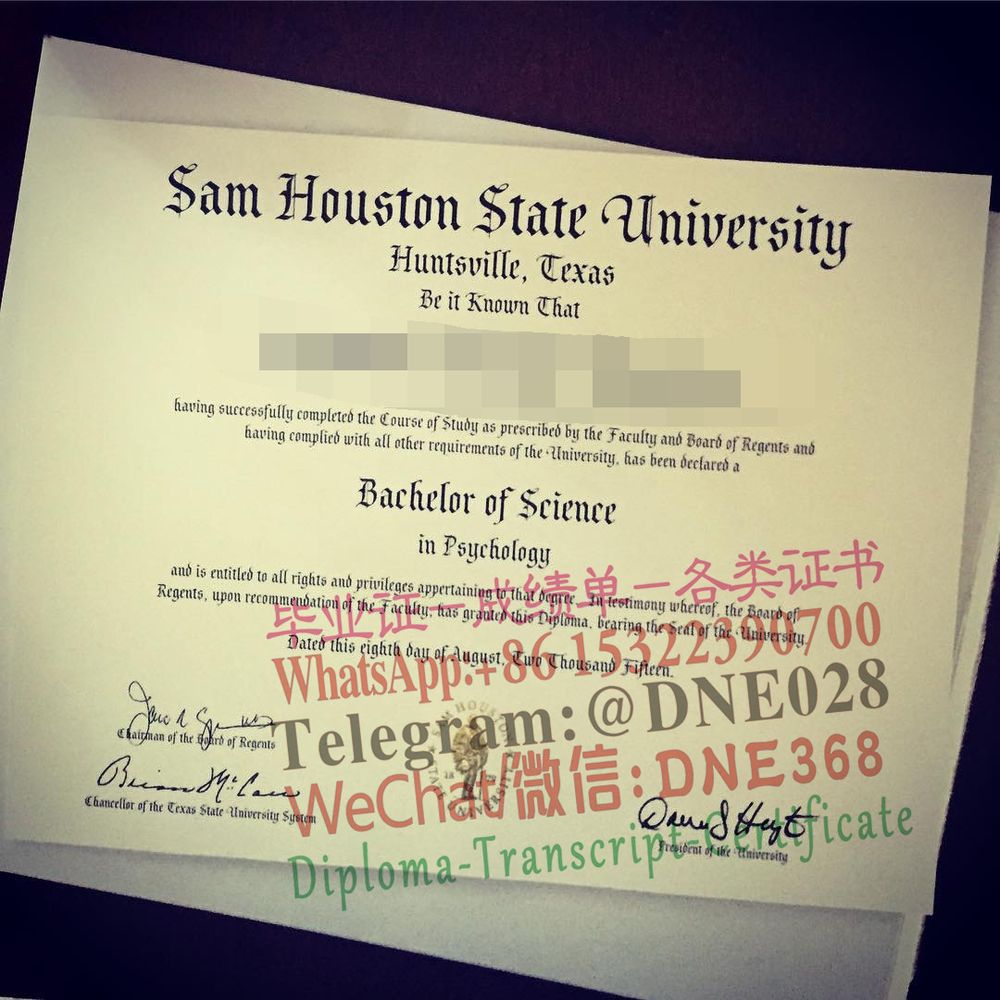 Sam Houston State University
Huntsville, Texas
Be it Known That
having successfully completed the Course of Study as prescribed by the Faculty and Board of Regents and
having complied with all other requirements of the University, has been declared a
Bachelor of Science
in Psychology
and is entitled to all rights and privileges appertaining to that degree. In testimony whereof, the Board of
Regents, upon recommendation of the Faculty, has granted this Diploma, bearing the Seal of the University.
Dated this eighth day of August, Two Thousand Fifteen.
毕业证－成绩单－各类证书
WhatsApp:+86 15322390700
Telegram:@DNE028
WeChat/微信:DNE368
Diploma-Transcript-Certificate
Chairman of the Board of Regents
Chancellor of the Texas State University System
President of the University